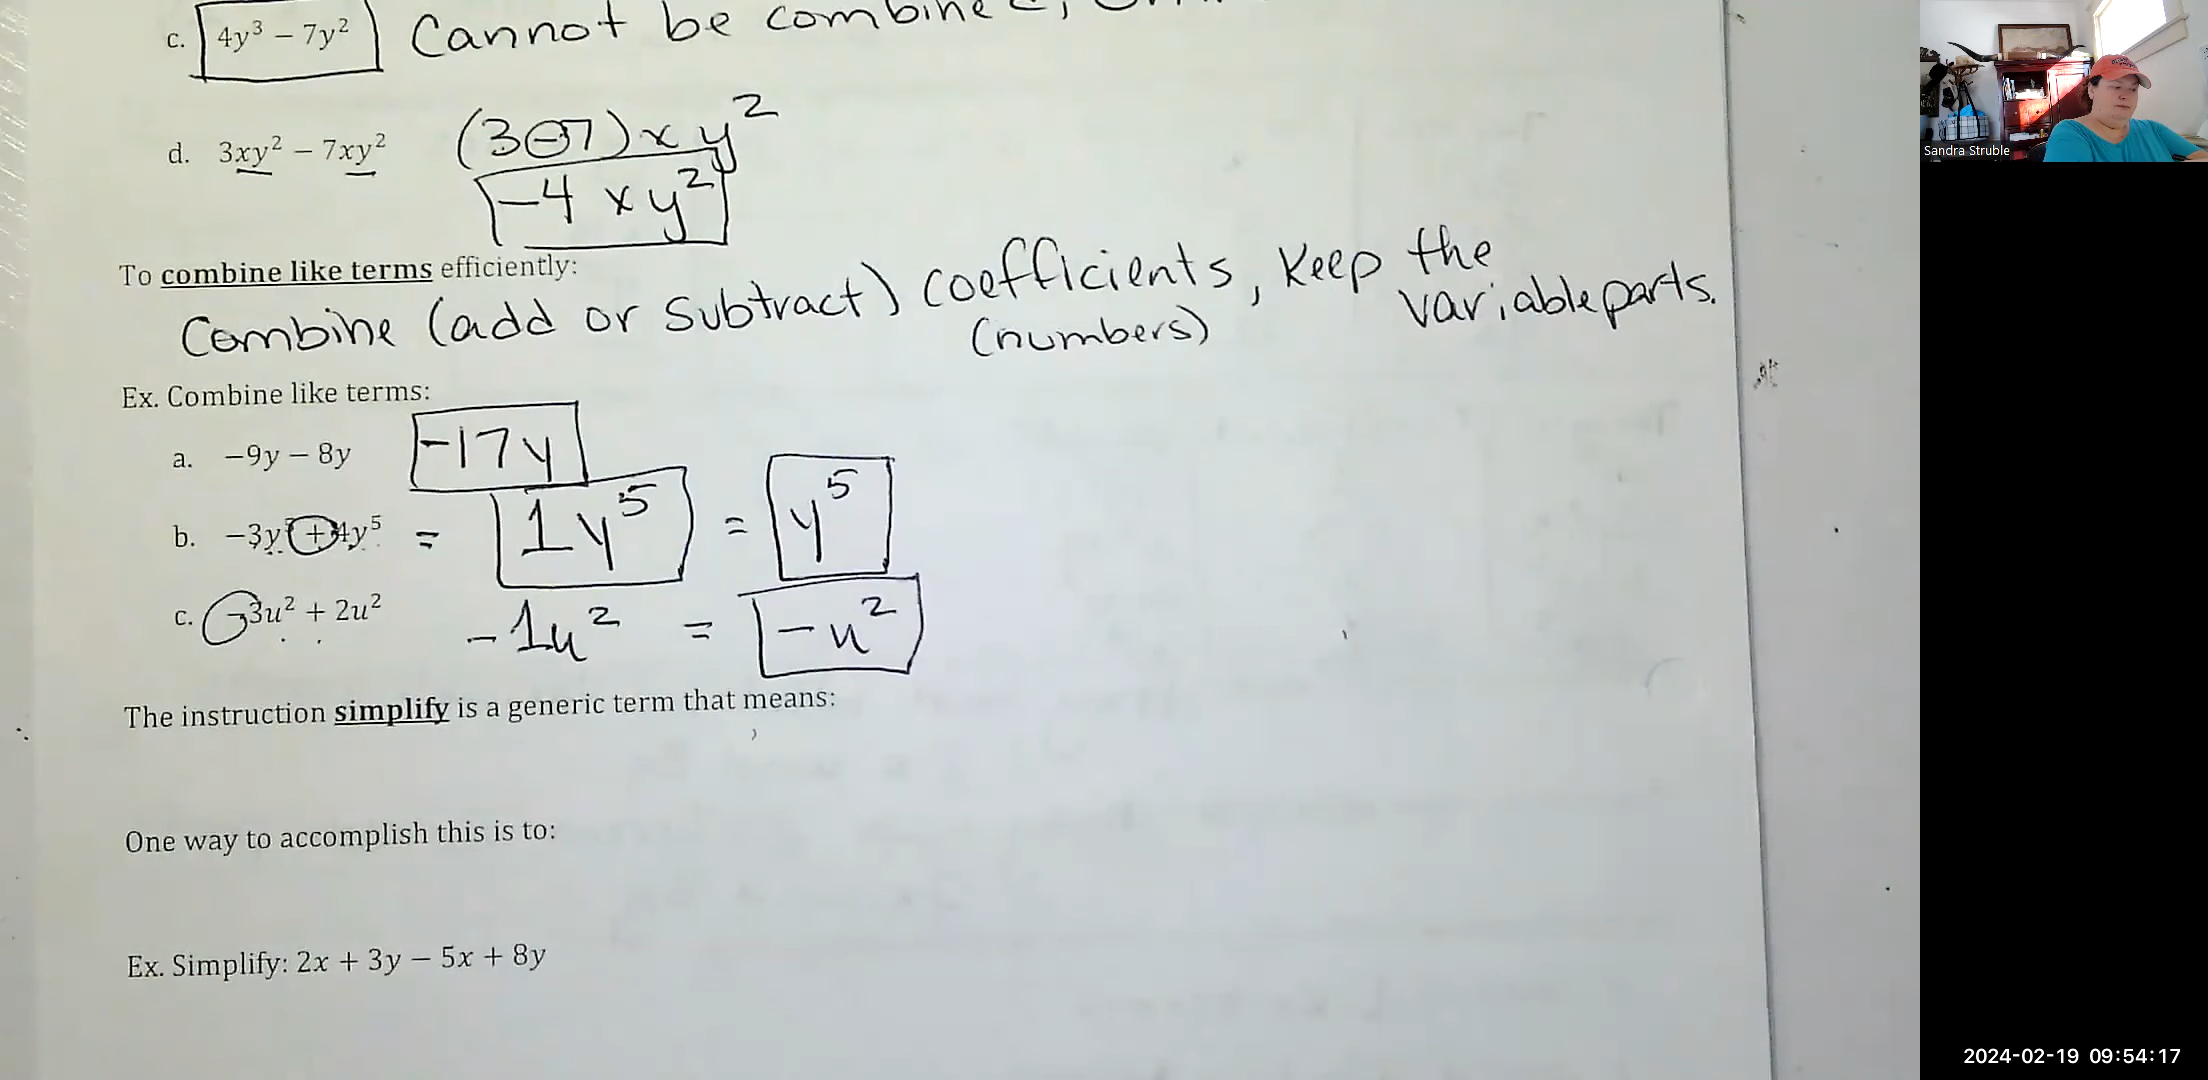 c. 4y³ − 7y² Cannot be combine
d. 3xy² − 7xy² (3−7)xy²
−4xy²
To combine like terms efficiently:
Combine (add or subtract) coefficients, keep the
(numbers) variable parts.
Ex. Combine like terms:
a. −9y − 8y −17y
b. −3y⁵ + 4y⁵ = 1y⁵ = y⁵
c. −3u² + 2u² −1u² = −u²
The instruction simplify is a generic term that means:
One way to accomplish this is to:
Ex. Simplify: 2x + 3y − 5x + 8y
Sandra Struble
2024-02-19 09:54:17